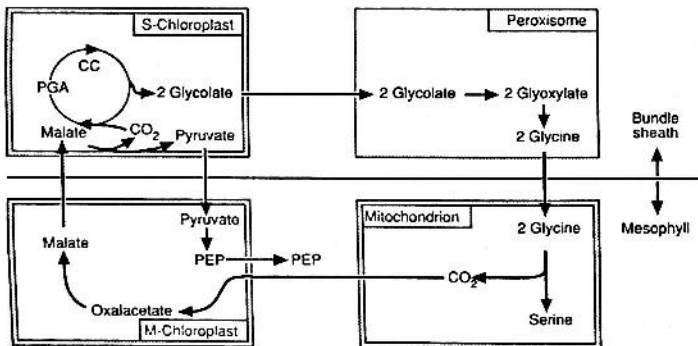 S-Chloroplast
CC
PGA
2 Glycolate
Malate
CO2
Pyruvate
Peroxisome
2 Glycolate
2 Glyoxylate
2 Glycine
Bundle
sheath
Mesophyll
Pyruvate
PEP
PEP
Malate
Oxalacetate
M-Chloroplast
Mitochondrion
2 Glycine
CO2
Serine